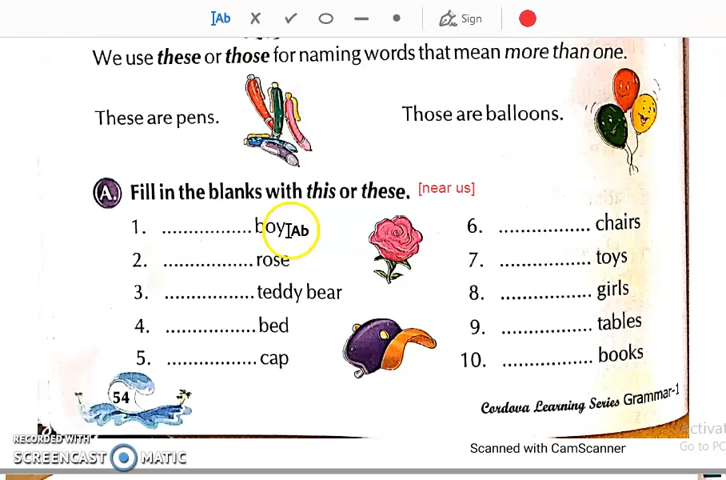 IAb Sign
We use these or those for naming words that mean more than one.
These are pens.
Those are balloons.
A. Fill in the blanks with this or these. [near us]
1. .................. boy
2. .................. rose
3. .................. teddy bear
4. .................. bed
5. .................. cap
6. .................. chairs
7. .................. toys
8. .................. girls
9. .................. tables
10. .................. books
54
Cordova Learning Series Grammar-1
RECORDED WITH
SCREENCAST MATIC
Scanned with CamScanner
Go to PC